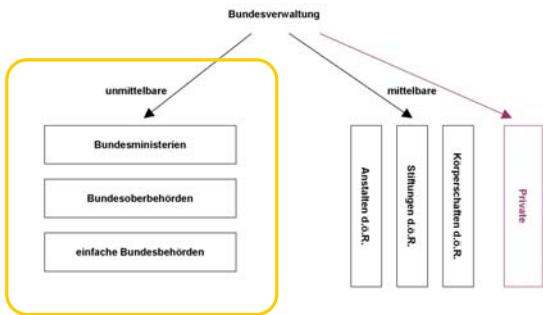 Bundesverwaltung
unmittelbare
mittelbare
Bundesministerien
Bundesoberbehörden
einfache Bundesbehörden
Anstalten d.ö.R.
Stiftungen d.ö.R.
Körperschaften d.ö.R.
Private